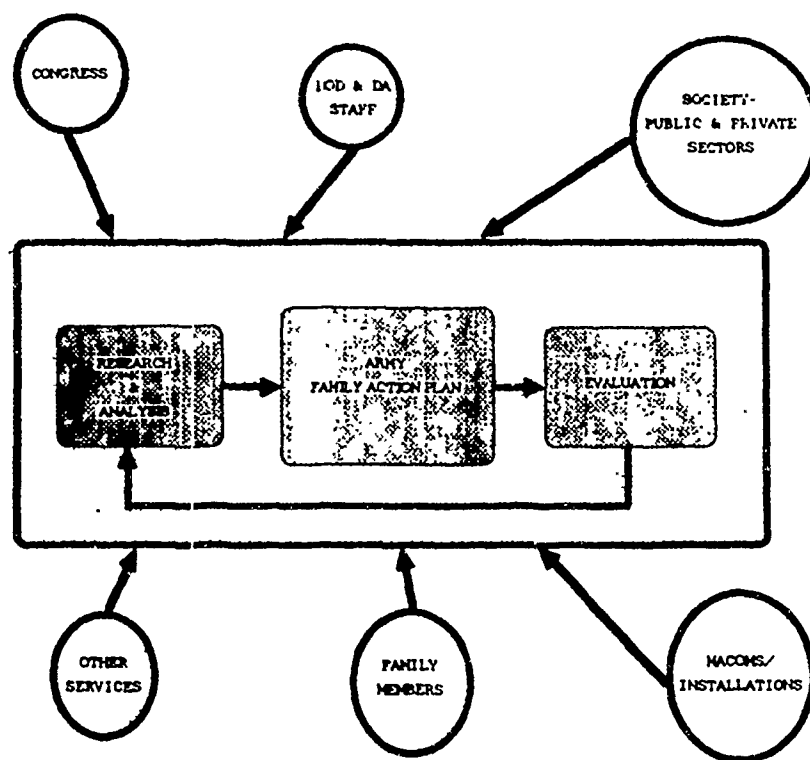 CONGRESS
DOD & DA
STAFF
SOCIETY-
PUBLIC & PRIVATE
SECTORS
RESEARCH
&
ANALYSIS
ARMY
FAMILY ACTION PLAN
EVALUATION
OTHER
SERVICES
FAMILY
MEMBERS
MACOMS/
INSTALLATIONS